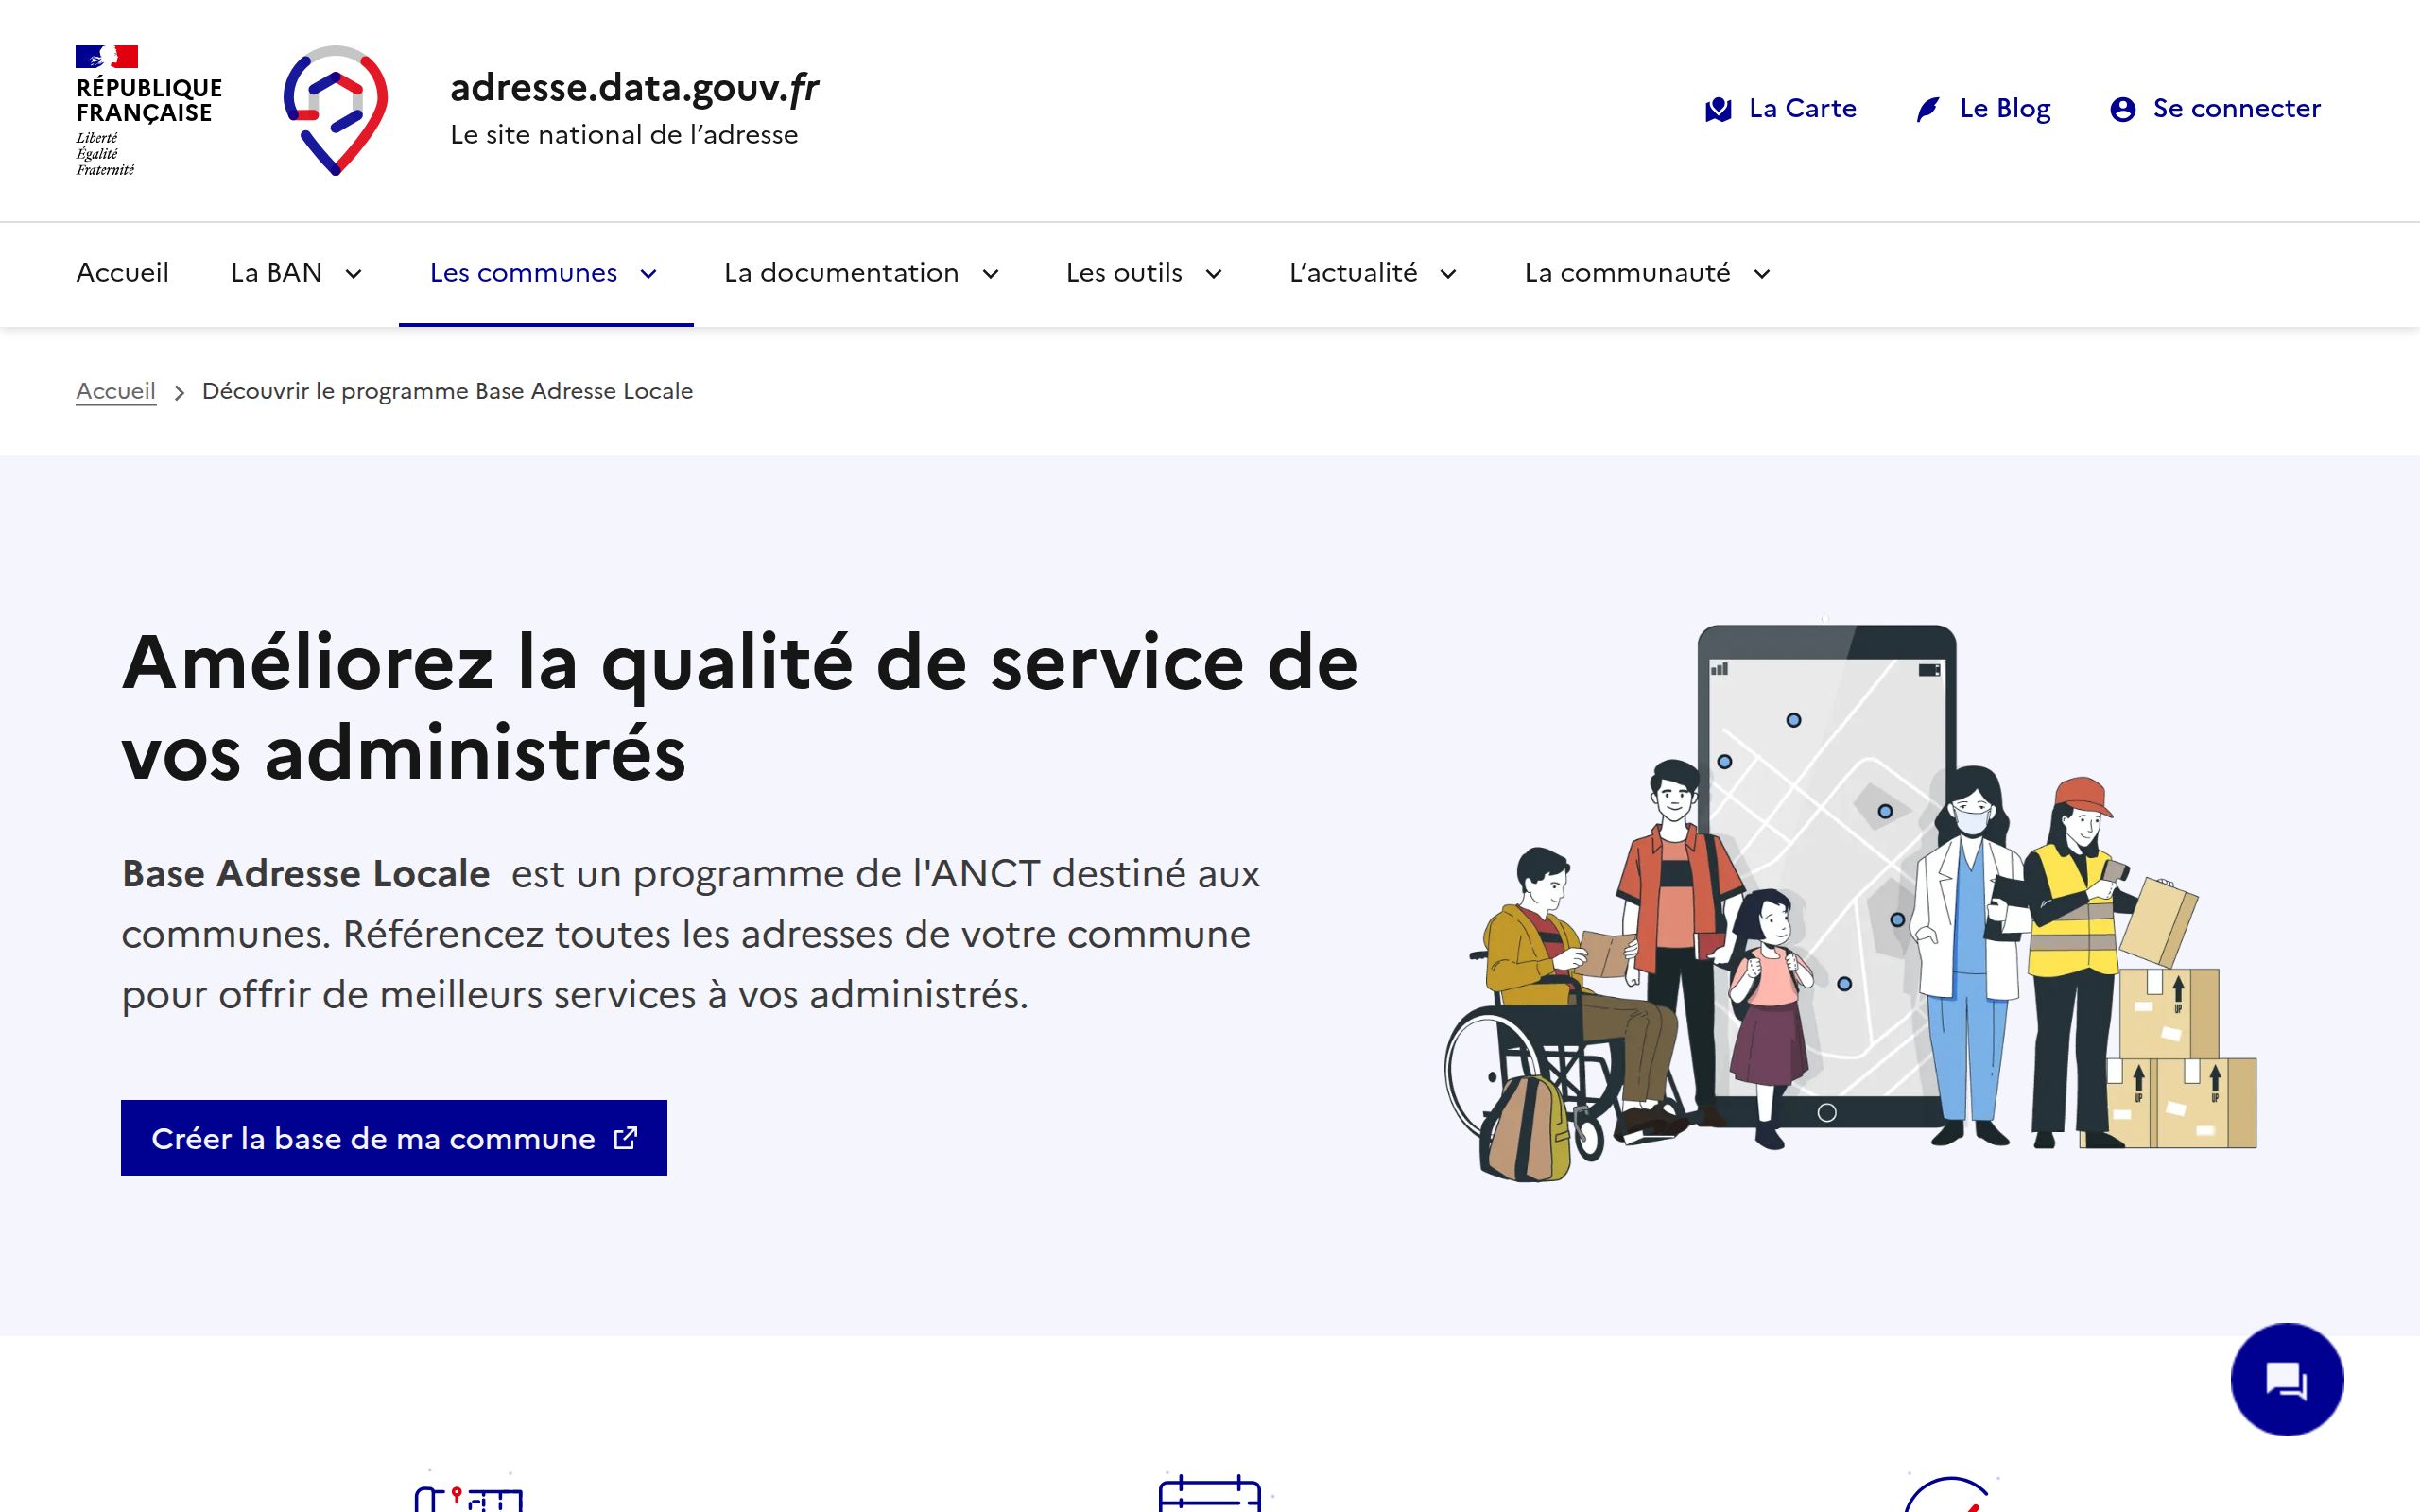 RÉPUBLIQUE
FRANÇAISE
Liberté
Égalité
Fraternité
adresse.data.gouv.fr
Le site national de l’adresse
La Carte
Le Blog
Se connecter
Accueil
La BAN
Les communes
La documentation
Les outils
L’actualité
La communauté
Accueil
Découvrir le programme Base Adresse Locale
Améliorez la qualité de service de
vos administrés
Base Adresse Locale est un programme de l'ANCT destiné aux
communes. Référencez toutes les adresses de votre commune
pour offrir de meilleurs services à vos administrés.
Créer la base de ma commune
UP
UP
UP